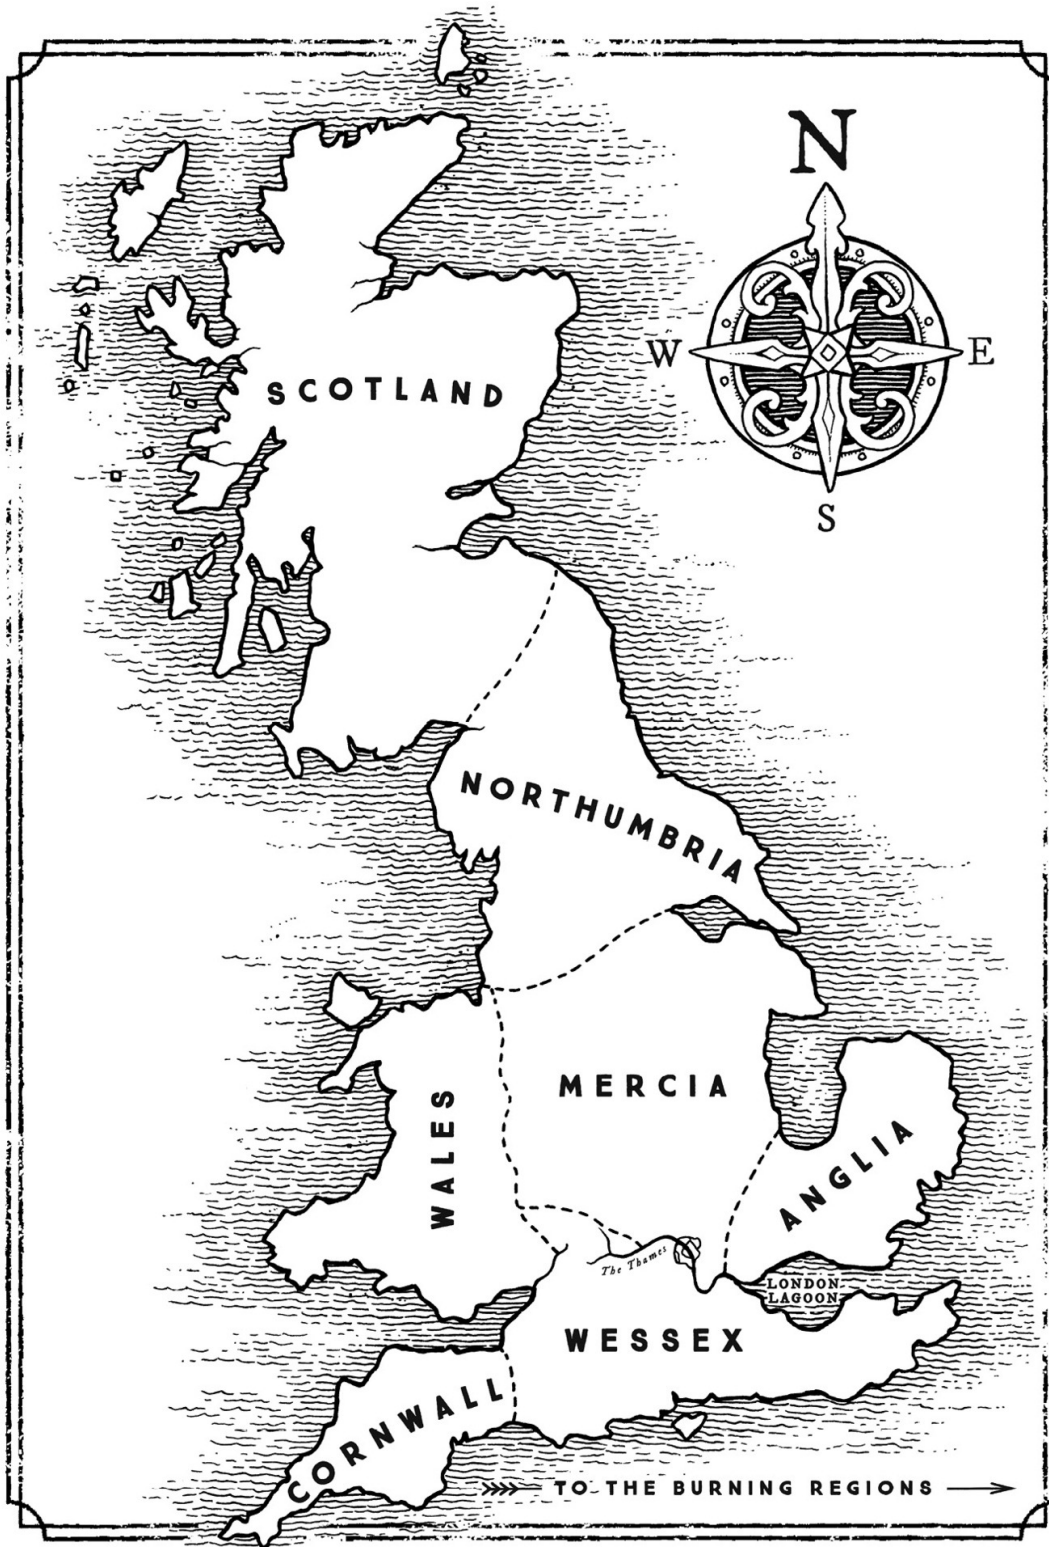 N
W
E
S
SCOTLAND
NORTHUMBRIA
MERCIA
WALES
ANGLIA
The Thames
LONDON
LAGOON
WESSEX
CORNWALL
TO THE BURNING REGIONS